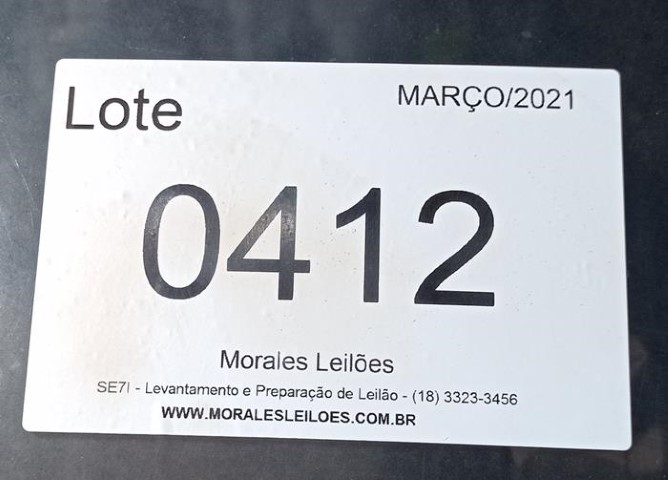 Lote
MARÇO/2021
0412
Morales Leilões
SE7I - Levantamento e Preparação de Leilão - (18) 3323-3456
WWW.MORALESLEILOES.COM.BR